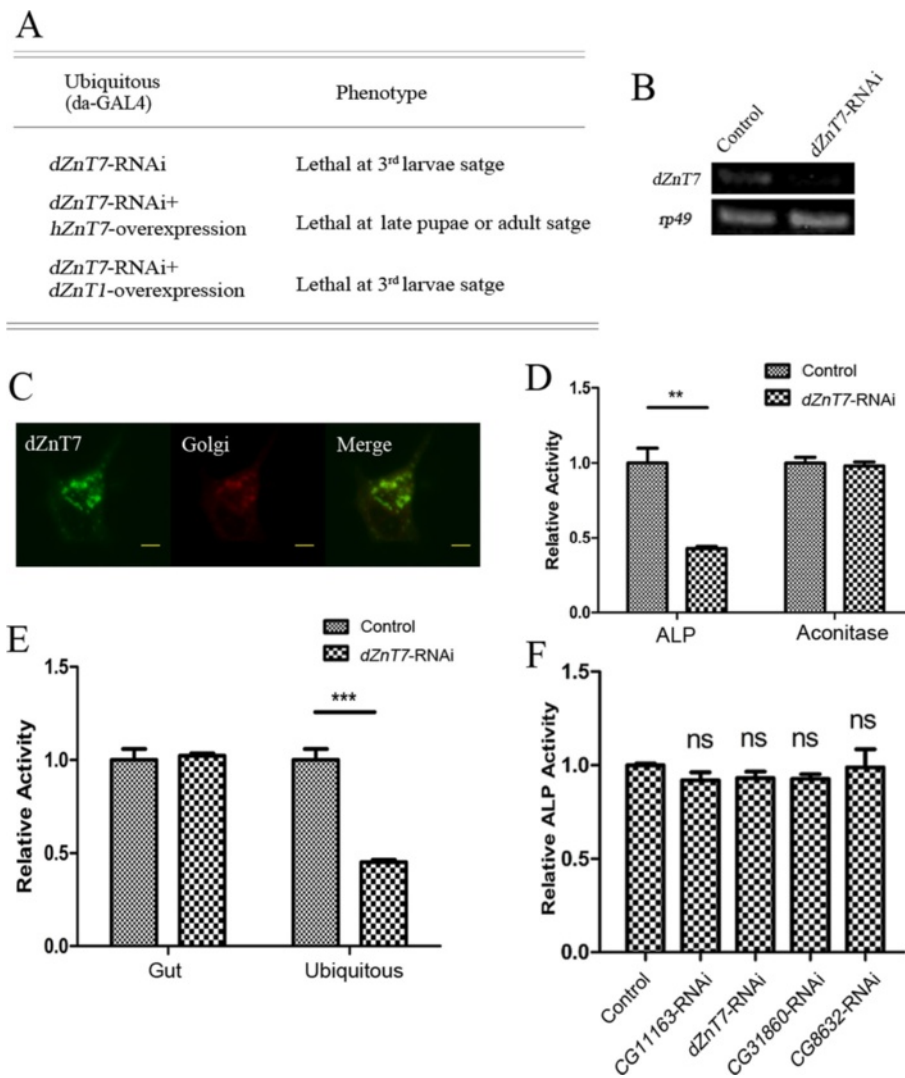 A
Ubiquitous
(da-GAL4)
Phenotype
dZnT7-RNAi
Lethal at 3rd larvae satge
dZnT7-RNAi+
hZnT7-overexpression
Lethal at late pupae or adult satge
dZnT7-RNAi+
dZnT1-overexpression
Lethal at 3rd larvae satge
B
Control
dZnT7-RNAi
dZnT7
rp49
C
dZnT7
Golgi
Merge
D
Control
dZnT7-RNAi
Relative Activity
1.5
1.0
0.5
0.0
**
ALP
Aconitase
E
Control
dZnT7-RNAi
Relative Activity
1.5
1.0
0.5
0.0
***
Gut
Ubiquitous
F
Relative ALP Activity
1.5
1.0
0.5
0.0
ns
ns
ns
ns
Control
CG11163-RNAi
dZnT7-RNAi
CG31860-RNAi
CG8632-RNAi